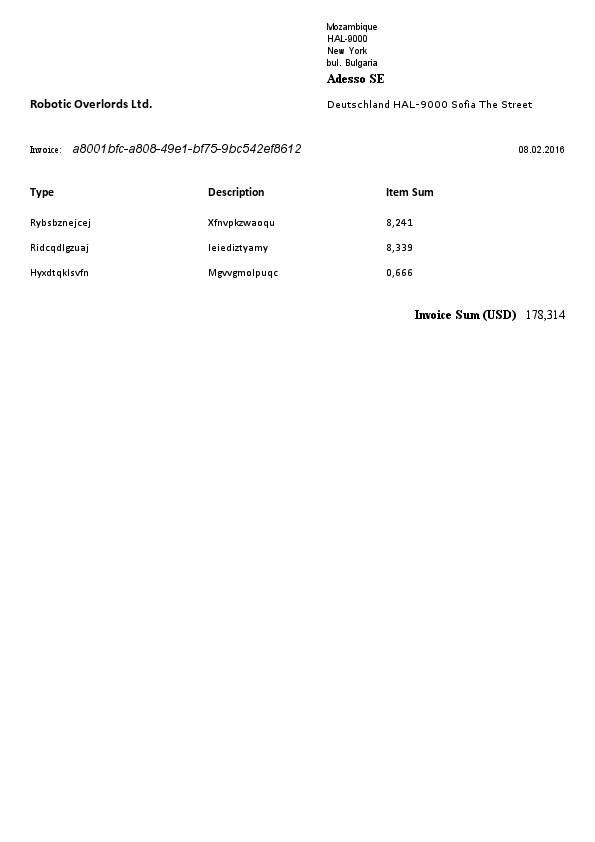 Mozambique
HAL-9000
New York
bul. Bulgaria
Adesso SE
Robotic Overlords Ltd. Deutschland HAL-9000 Sofia The Street
Invoice: a8001bfc-a808-49e1-bf75-9bc542ef8612 08.02.2016
Type Description Item Sum
Rybsbznejcej Xfnvpkzwaoqu 8,241
Ridcqdlgzuaj Ieiediztyamy 8,339
Hyxdtqklsvfn Mgvvgmolpuqc 0,666
Invoice Sum (USD) 178,314